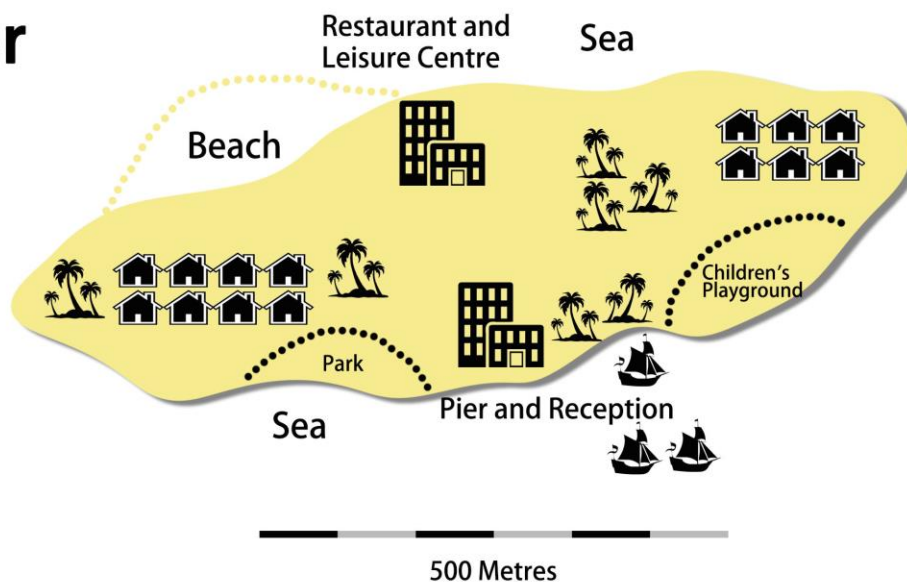 r
Restaurant and
Leisure Centre
Sea
Beach
Children's
Playground
Park
Pier and Reception
Sea
500 Metres